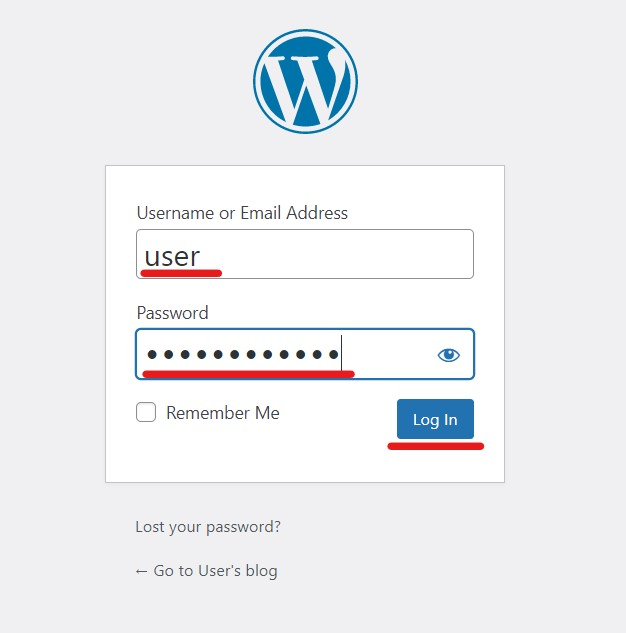 Username or Email Address
user
Password
••••••••••••
Remember Me
Log In
Lost your password?
← Go to User's blog